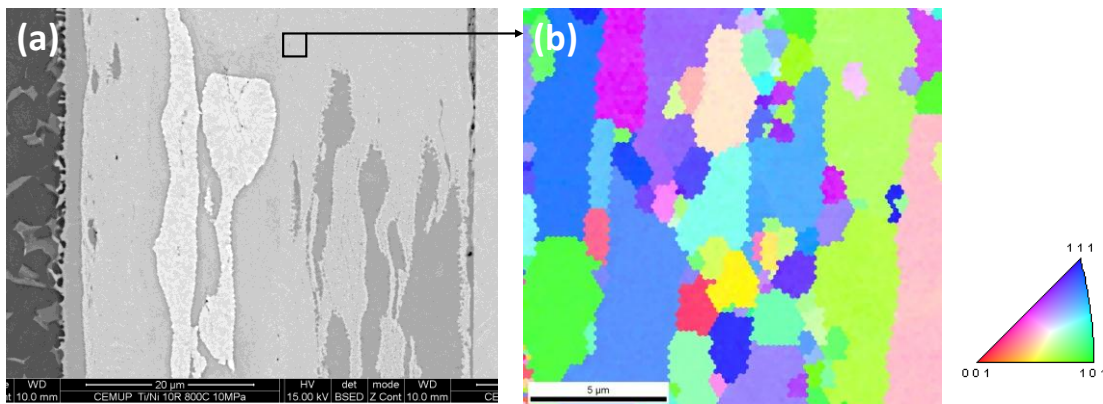 (a)
(b)
WD
HV det mode WD
10.0 mm
20 µm
15.00 kV BSED Z Cont 10.0 mm
CEMUP Ti/Ni 10R 800C 10MPa
CE
5 µm
1 1 1
0 0 1
1 0 1